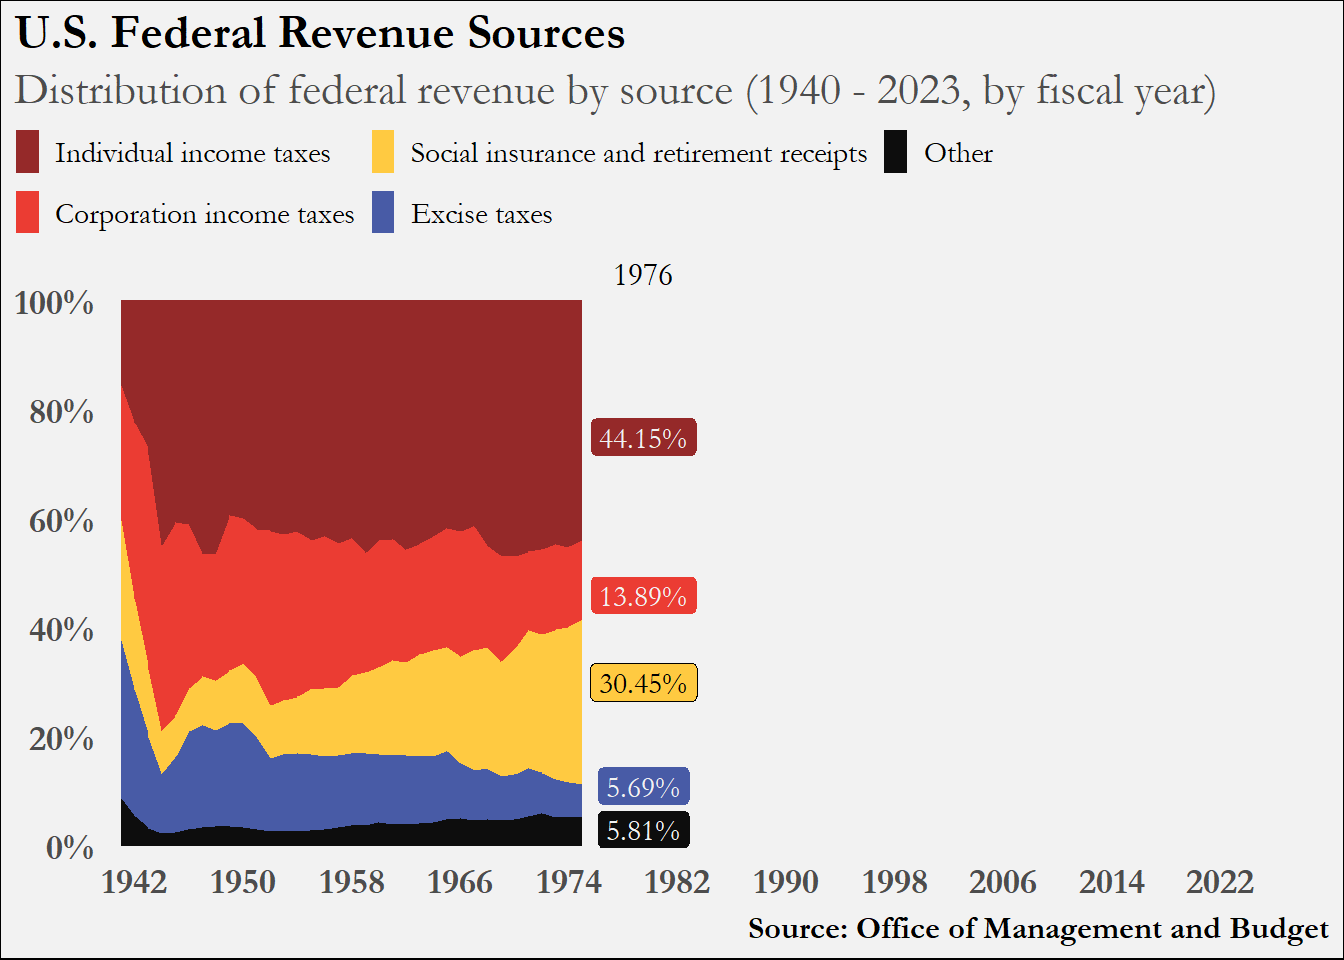 U.S. Federal Revenue Sources
Distribution of federal revenue by source (1940 - 2023, by fiscal year)
Individual income taxes
Social insurance and retirement receipts
Other
Corporation income taxes
Excise taxes
1976
100%
80%
44.15%
60%
13.89%
40%
30.45%
20%
5.69%
5.81%
0%
1942 1950 1958 1966 1974 1982 1990 1998 2006 2014 2022
Source: Office of Management and Budget